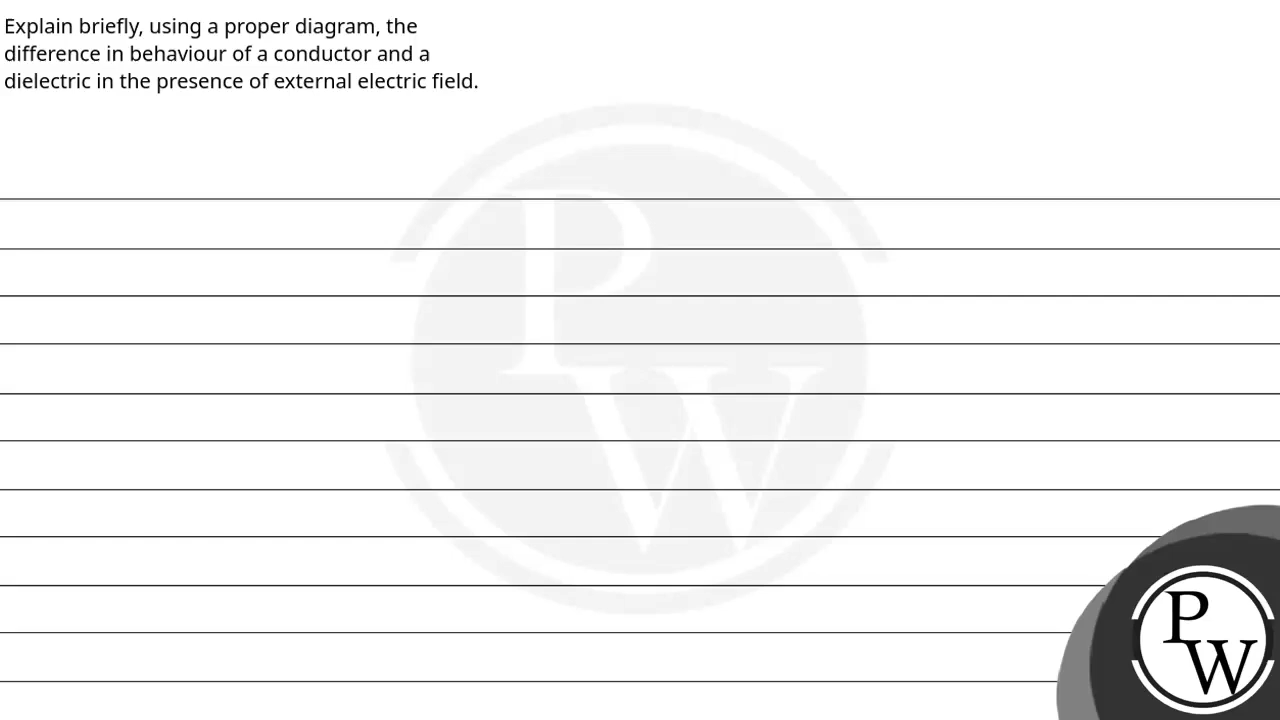 Explain briefly, using a proper diagram, the
difference in behaviour of a conductor and a
dielectric in the presence of external electric field.
P
W
P
W